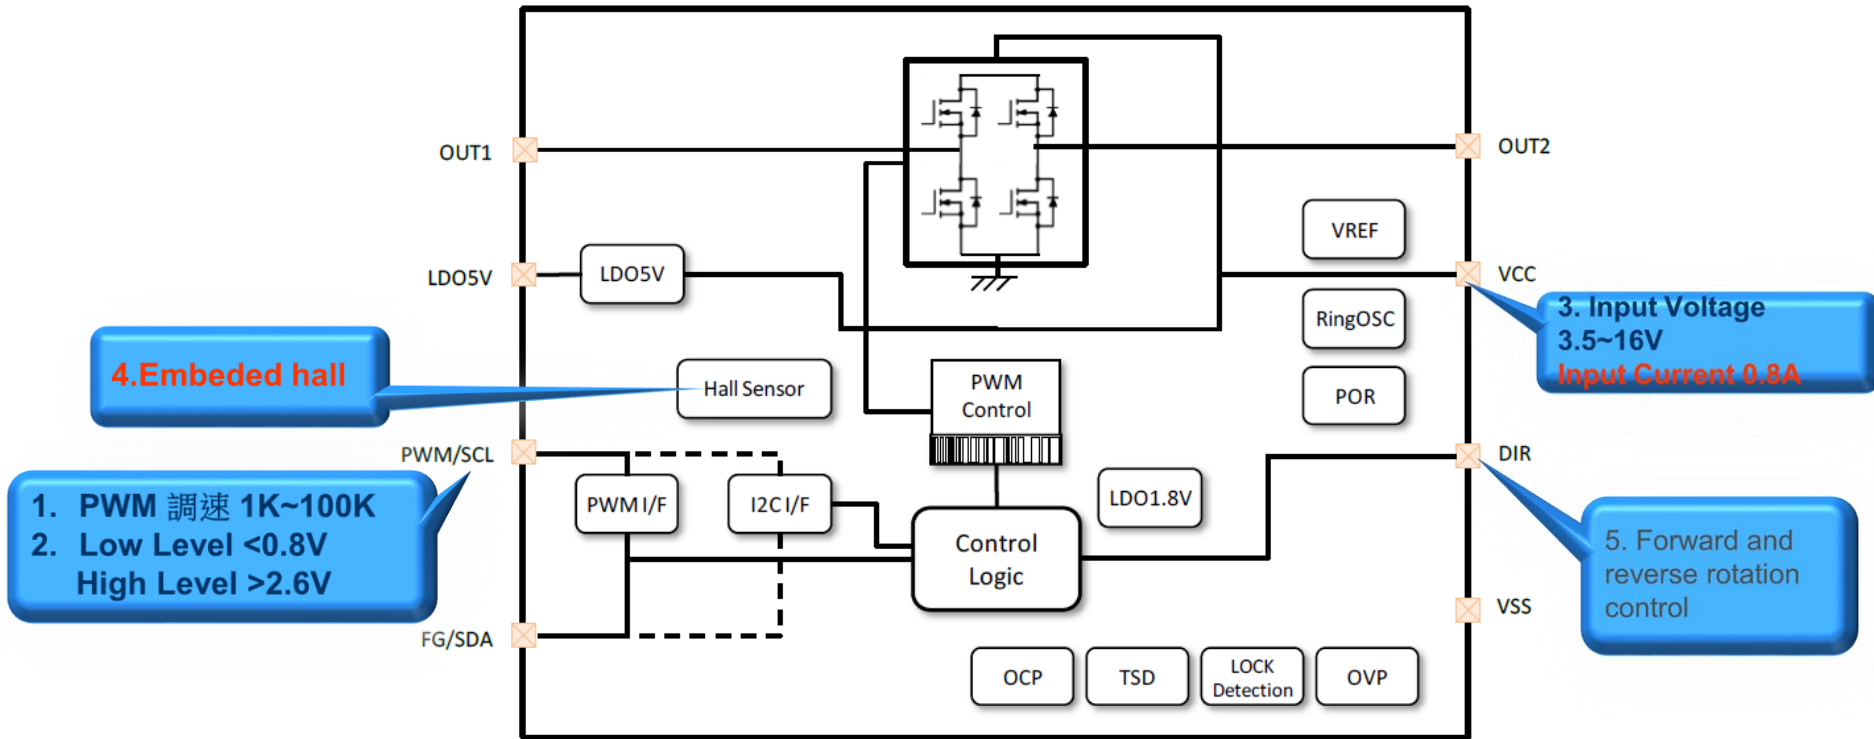 OUT1
OUT2
VREF
LDO5V
LDO5V
VCC
3. Input Voltage
3.5~16V
Input Current 0.8A
RingOSC
4.Embeded hall
Hall Sensor
PWM
Control
POR
PWM/SCL
DIR
1. PWM 調速 1K~100K
2. Low Level <0.8V
High Level >2.6V
PWM I/F
I2C I/F
LDO1.8V
Control
Logic
5. Forward and
reverse rotation
control
VSS
FG/SDA
OCP
TSD
LOCK
Detection
OVP